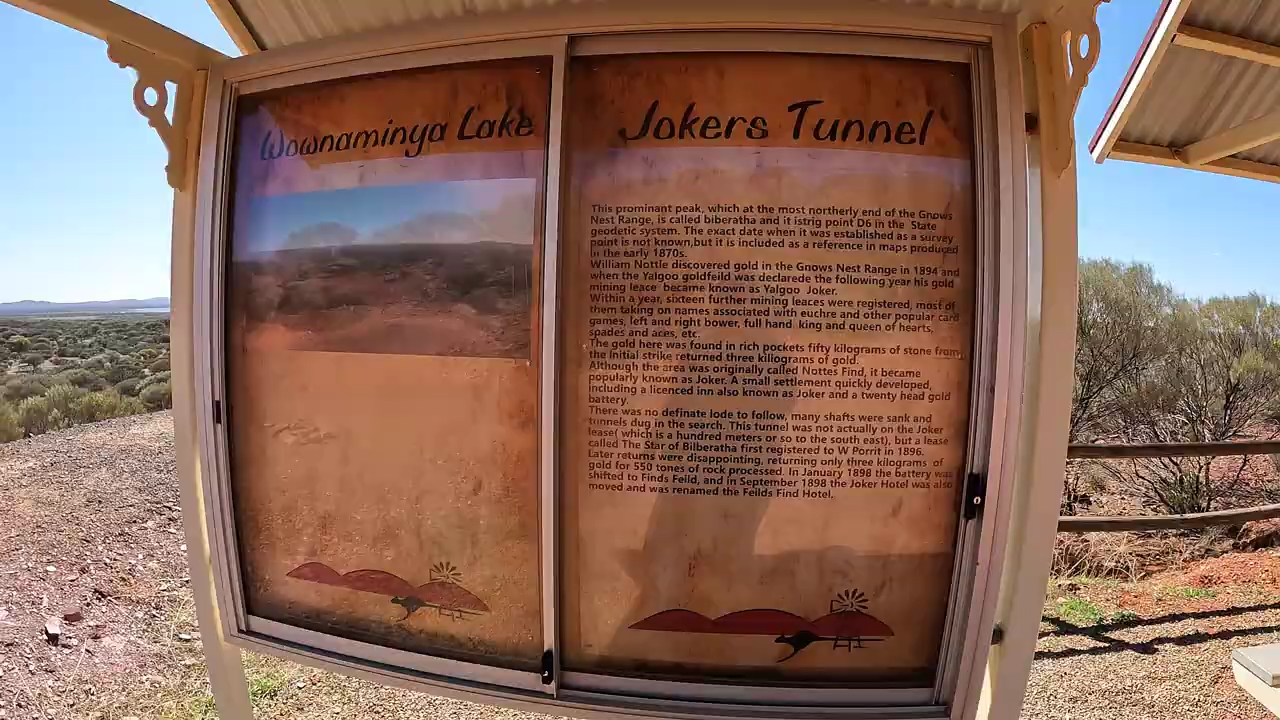 Wownaminya Lake
Jokers Tunnel
This prominant peak, which at the most northerly end of the Gnows
Nest Range, is called biberatha and it istrig point D6 in the State
geodetic system. The exact date when it was established as a survey
point is not known,but it is included as a reference in maps produced
in the early 1870s.
William Nottle discovered gold in the Gnows Nest Range in 1894 and
when the Yalgoo goldfeild was declarede the following year his gold
mining leace became known as Yalgoo Joker.
Within a year, sixteen further mining leaces were registered, most of
them taking on names associated with euchre and other popular card
games, left and right bower, full hand king and queen of hearts,
spades and aces, etc.
The gold here was found in rich pockets fifty kilograms of stone from
the initial strike returned three kilograms of gold.
Although the area was originally called Nottes Find, it became
popularly known as Joker. A small settlement quickly developed,
including a licenced inn also known as Joker and a twenty head gold
battery.
There was no definate lode to follow, many shafts were sank and
tunnels dug in the search. This tunnel was not actually on the Joker
lease( which is a hundred meters or so to the south east), but a lease
called The Star of Bilberatha first registered to W Porrit in 1896.
Later returns were disappointing, returning only three kilograms of
gold for 550 tones of rock processed. In January 1898 the battery was
shifted to Finds Feild, and in September 1898 the Joker Hotel was also
moved and was renamed the Feilds Find Hotel.